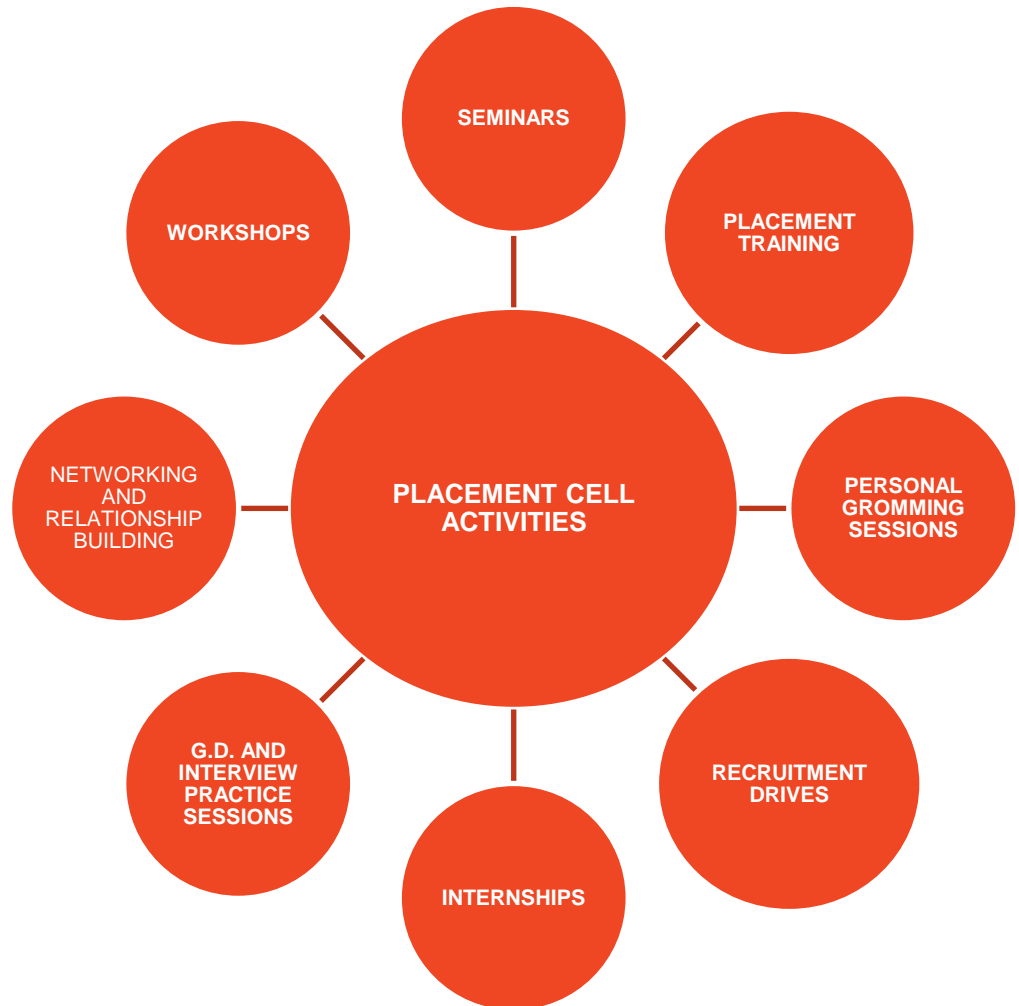 SEMINARS
PLACEMENT
TRAINING
WORKSHOPS
NETWORKING
AND
RELATIONSHIP
BUILDING
PLACEMENT CELL
ACTIVITIES
PERSONAL
GROMMING
SESSIONS
G.D. AND
INTERVIEW
PRACTICE
SESSIONS
RECRUITMENT
DRIVES
INTERNSHIPS